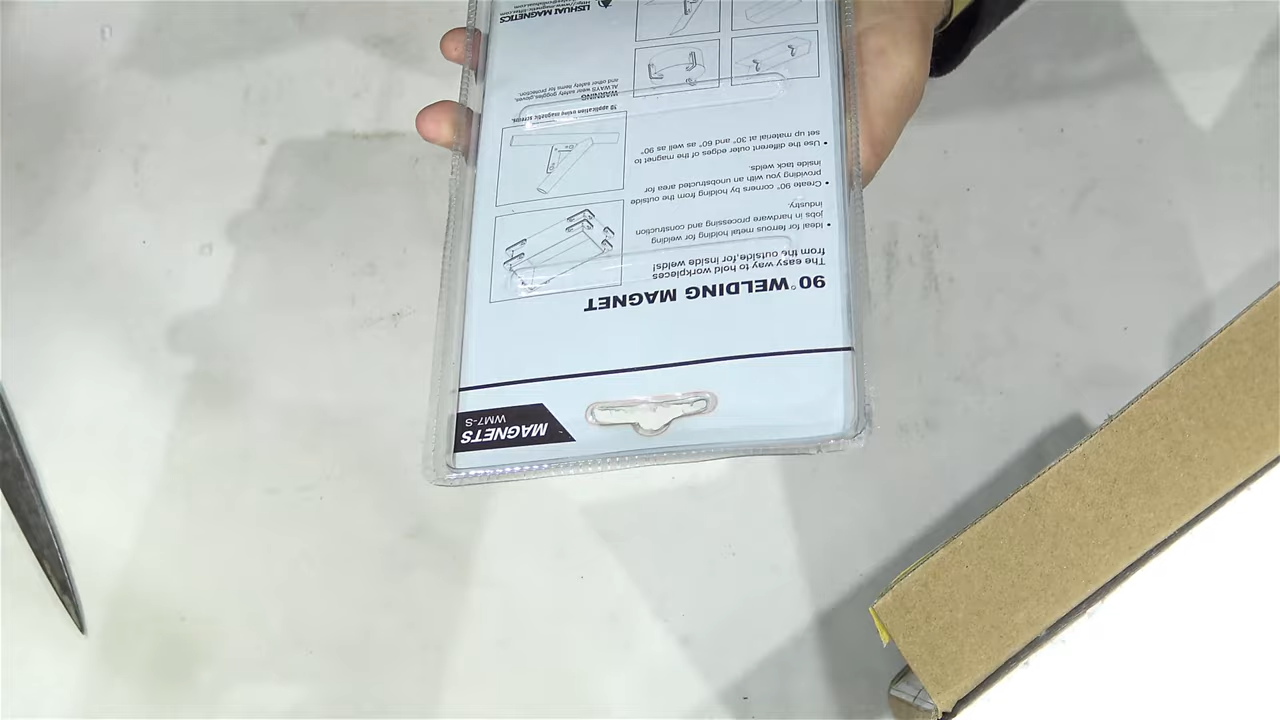 MAGNETS
WM7-S
90°WELDING MAGNET
The easy way to hold workpieces
from the outside,for inside welds!
• Ideal for ferrous metal holding for welding
jobs in hardware processing and construction
industry.
• Create 90° corners by holding from the outside
providing you with an unobstructed area for
inside tack welds.
• Use the different outer edges of the magnet to
set up material at 30° and 60° as well as 90°
WARNING
ALWAYS wear safety goggles,gloves,
and other safety items for protection.
LISHUAI MAGNETICS